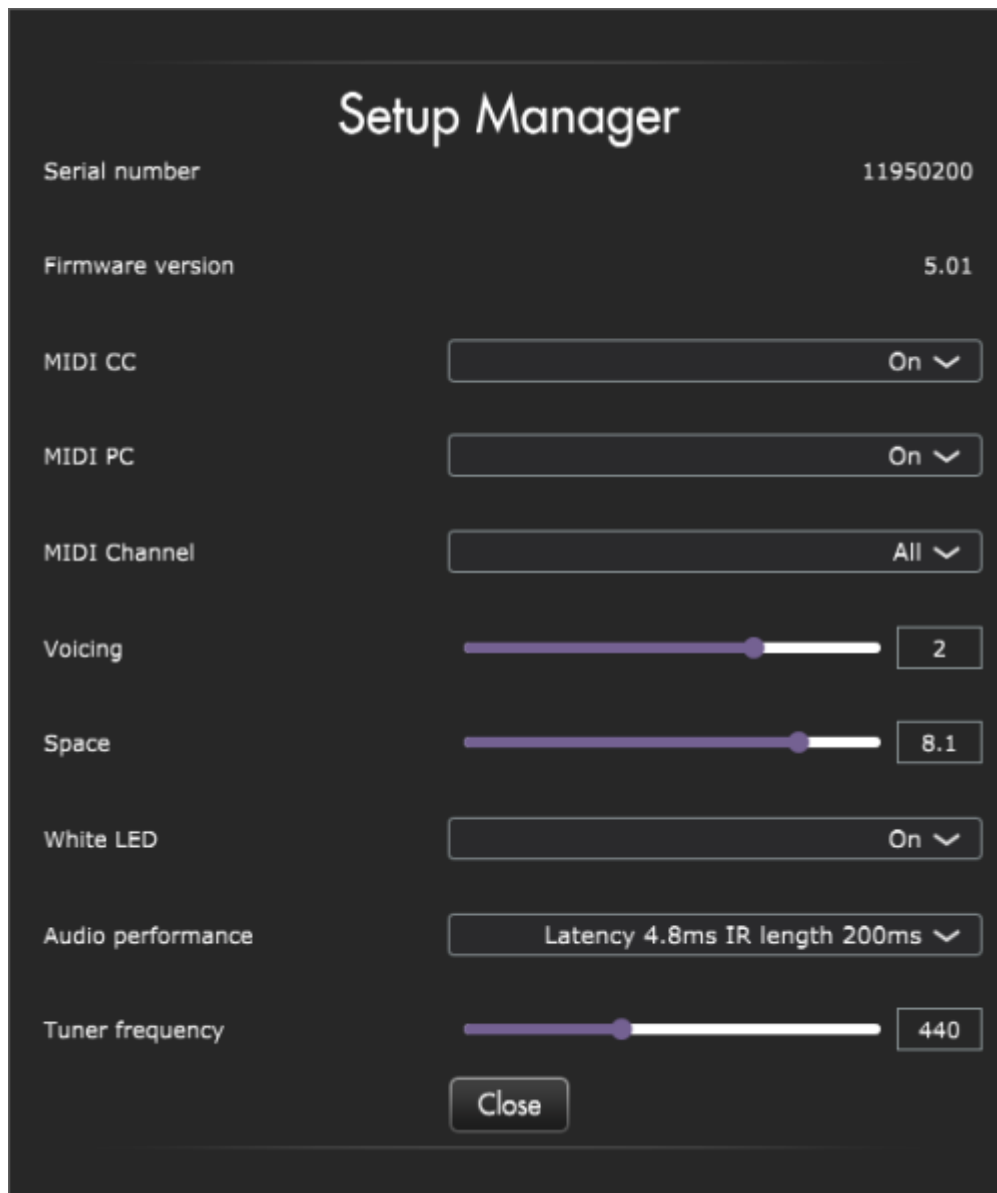 Setup Manager
Serial number 11950200
Firmware version 5.01
MIDI CC On
MIDI PC On
MIDI Channel All
Voicing 2
Space 8.1
White LED On
Audio performance Latency 4.8ms IR length 200ms
Tuner frequency 440
Close